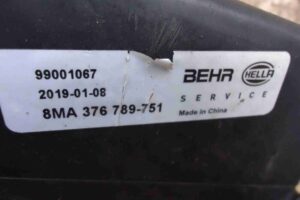 99001067
2019-01-08
8MA 376 789-751
BEHR HELLA
SERVICE
Made in China